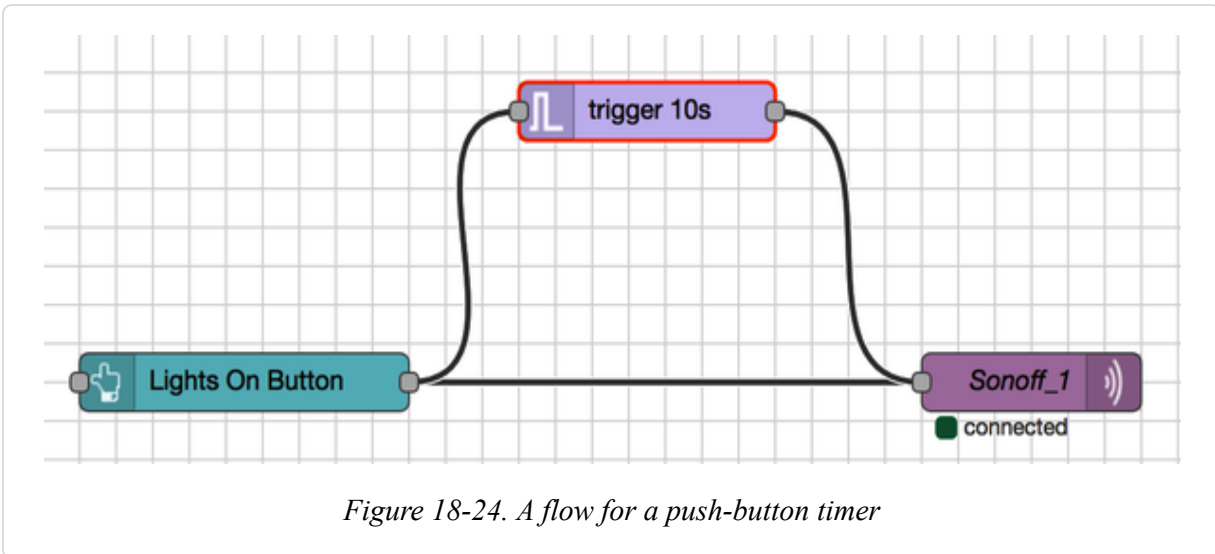 trigger 10s
Lights On Button
Sonoff_1
connected
Figure 18-24. A flow for a push-button timer